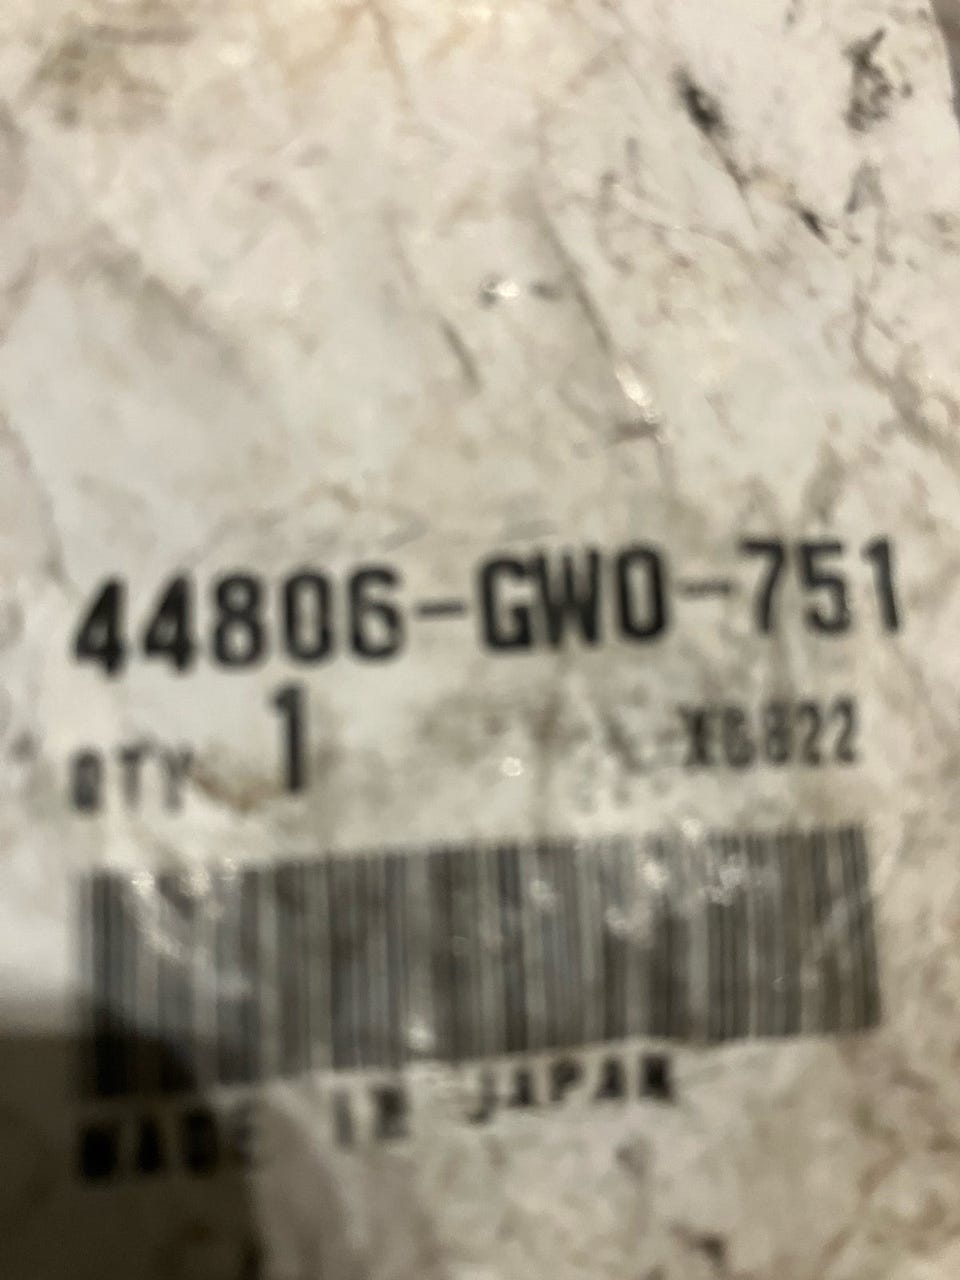 44806-GW0-751
QTY 1
MADE IN JAPAN